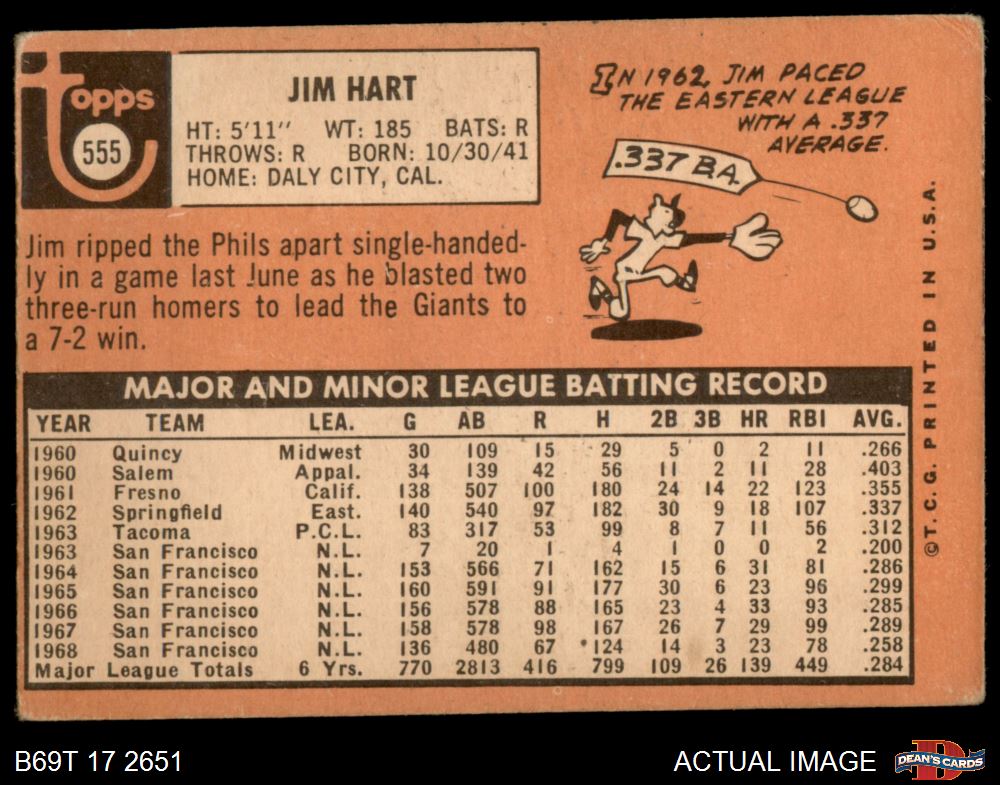 topps
555
JIM HART
HT: 5'11" WT: 185 BATS: R
THROWS: R BORN: 10/30/41
HOME: DALY CITY, CAL.
IN 1962, JIM PACED
THE EASTERN LEAGUE
WITH A .337
AVERAGE.
.337 B.A.
Jim ripped the Phils apart single-handed-
ly in a game last June as he blasted two
three-run homers to lead the Giants to
a 7-2 win.
MAJOR AND MINOR LEAGUE BATTING RECORD
YEAR TEAM LEA. G AB R H 2B 3B HR RBI AVG.
1960 Quincy Midwest 30 109 15 29 5 0 2 11 .266
1960 Salem Appal. 34 139 42 56 11 2 11 28 .403
1961 Fresno Calif. 138 507 100 180 24 14 22 123 .355
1962 Springfield East. 140 540 97 182 30 9 18 107 .337
1963 Tacoma P.C.L. 83 317 53 99 8 7 11 56 .312
1963 San Francisco N.L. 7 20 1 4 1 0 0 2 .200
1964 San Francisco N.L. 153 566 71 162 15 6 31 81 .286
1965 San Francisco N.L. 160 591 91 177 30 6 23 96 .299
1966 San Francisco N.L. 156 578 88 165 23 4 33 93 .285
1967 San Francisco N.L. 158 578 98 167 26 7 29 99 .289
1968 San Francisco N.L. 136 480 67 124 14 3 23 78 .258
Major League Totals 6 Yrs. 770 2813 416 799 109 26 139 449 .284
©T.C.G. PRINTED IN U.S.A.
B69T 17 2651
ACTUAL IMAGE
DEAN'S CARDS